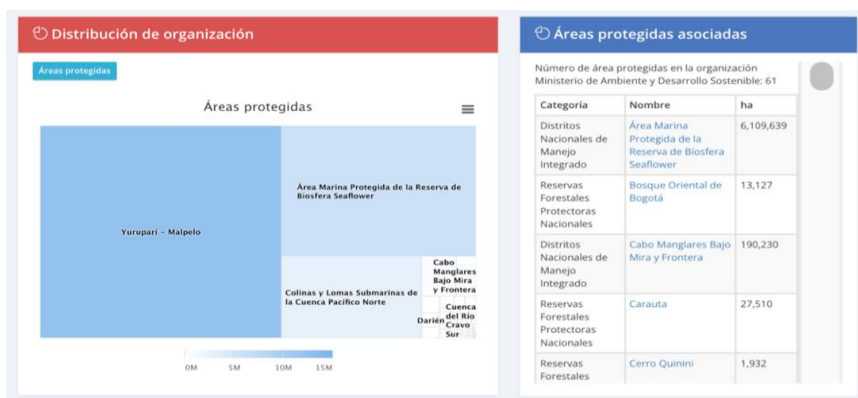 Distribución de organización
Áreas protegidas
Áreas protegidas
Yurupari - Malpelo
Área Marina Protegida de la Reserva de
Biosfera Seaflower
Colinas y Lomas Submarinas de
la Cuenca Pacífico Norte
Cabo
Manglares
Bajo Mira
y Frontera
Darién
Cuenca
del Río
Cravo
Sur
0M 5M 10M 15M
Áreas protegidas asociadas
Número de área protegidas en la organización
Ministerio de Ambiente y Desarrollo Sostenible: 61
Categoría Nombre ha
Distritos Nacionales de Manejo Integrado
Área Marina Protegida de la Reserva de Bíosfera Seaflower
6,109,639
Reservas Forestales Protectoras Nacionales
Bosque Oriental de Bogotá
13,127
Distritos Nacionales de Manejo Integrado
Cabo Manglares Bajo Mira y Frontera
190,230
Reservas Forestales Protectoras Nacionales
Carauta
27,510
Reservas Forestales
Cerro Quinini
1,932